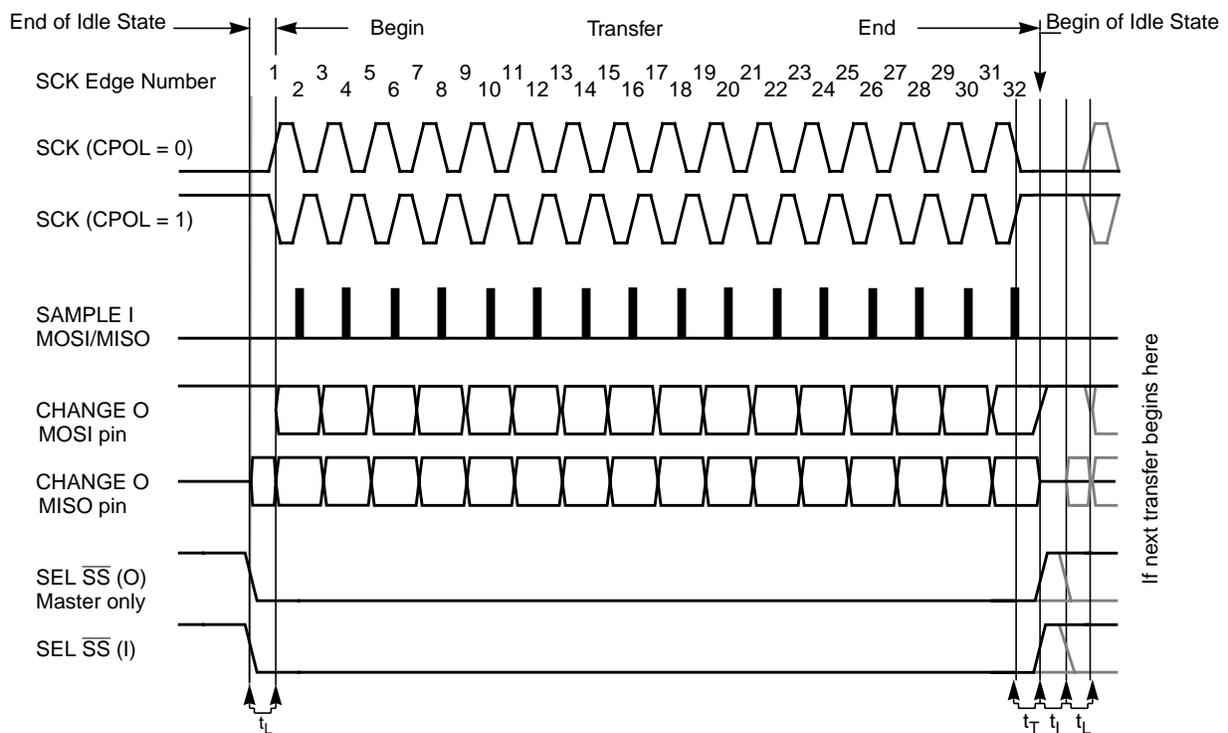 End of Idle State
Begin
Transfer
End
Begin of Idle State
SCK Edge Number
1 3 5 7 9 11 13 15 17 19 21 23 25 27 29 31
2 4 6 8 10 12 14 16 18 20 22 24 26 28 30 32
SCK (CPOL = 0)
SCK (CPOL = 1)
SAMPLE I
MOSI/MISO
CHANGE O
MOSI pin
CHANGE O
MISO pin
SEL SS (O)
Master only
SEL SS (I)
tL
tT tI tL
If next transfer begins here